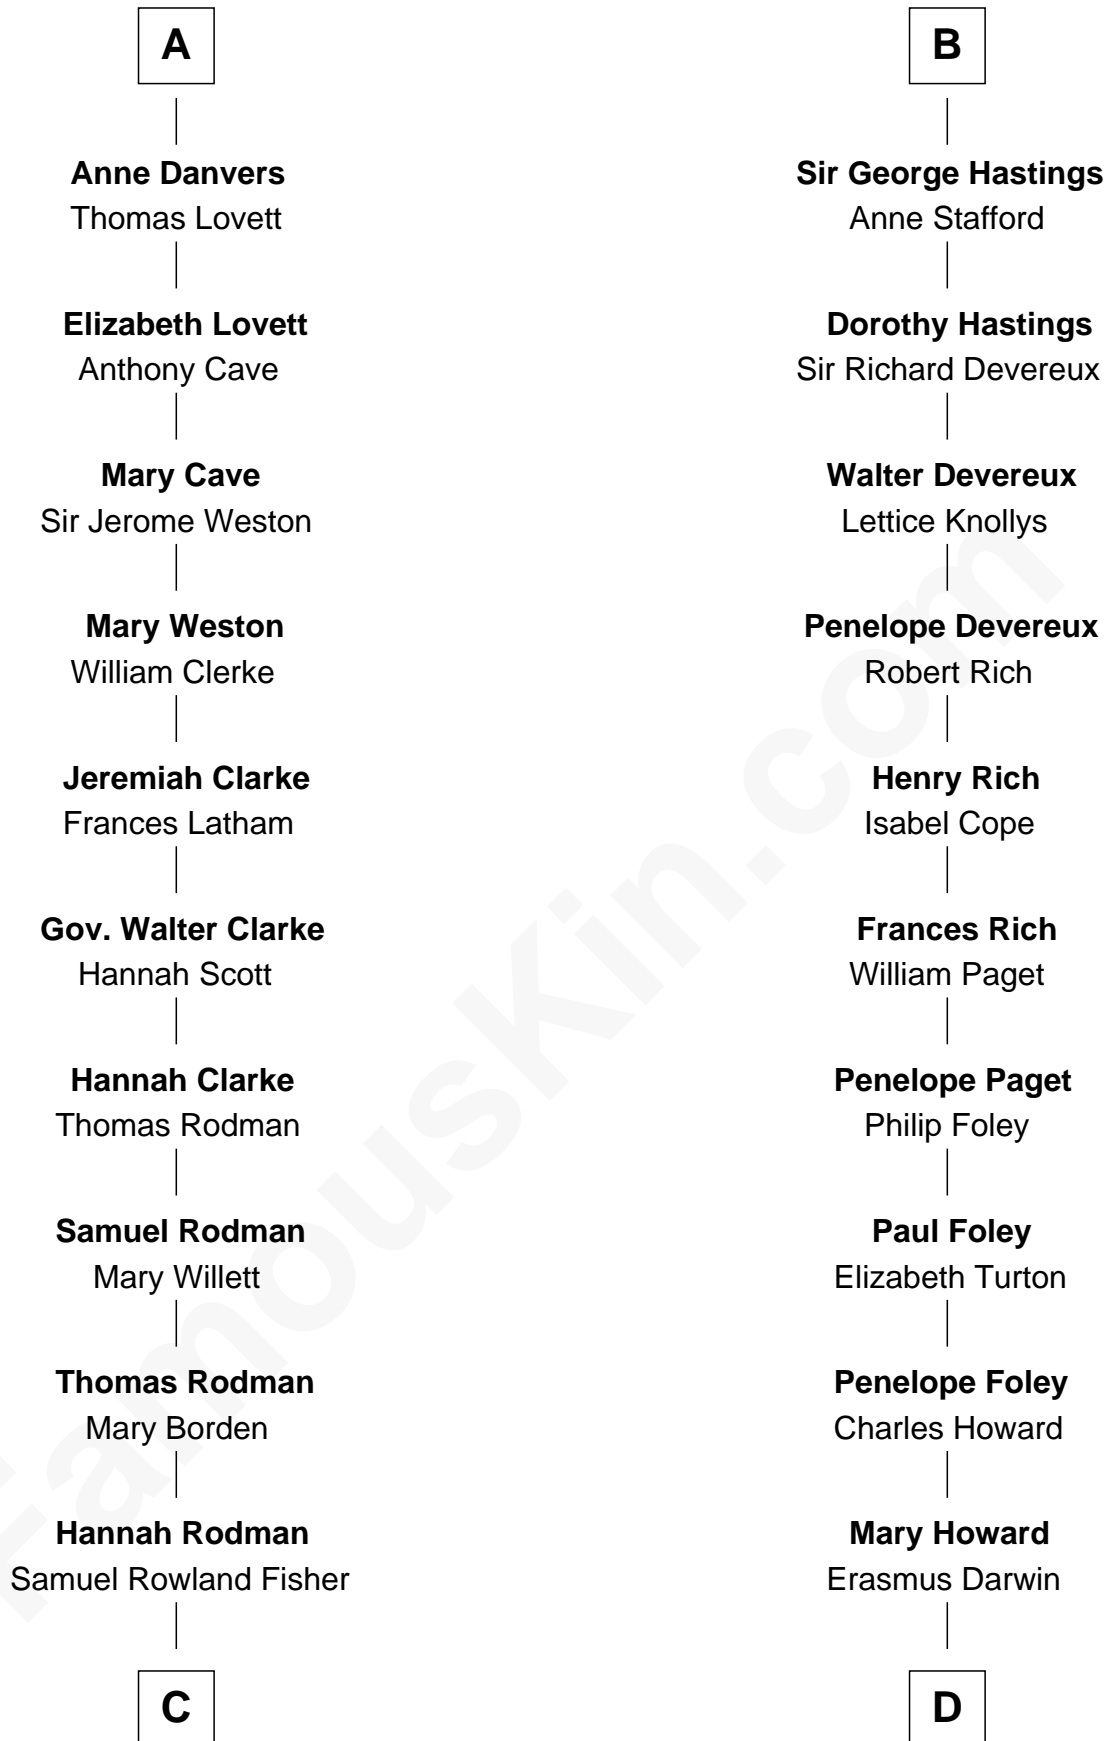 A
Anne Danvers
Thomas Lovett
Elizabeth Lovett
Anthony Cave
Mary Cave
Sir Jerome Weston
Mary Weston
William Clerke
Jeremiah Clarke
Frances Latham
Gov. Walter Clarke
Hannah Scott
Hannah Clarke
Thomas Rodman
Samuel Rodman
Mary Willett
Thomas Rodman
Mary Borden
Hannah Rodman
Samuel Rowland Fisher
C
B
Sir George Hastings
Anne Stafford
Dorothy Hastings
Sir Richard Devereux
Walter Devereux
Lettice Knollys
Penelope Devereux
Robert Rich
Henry Rich
Isabel Cope
Frances Rich
William Paget
Penelope Paget
Philip Foley
Paul Foley
Elizabeth Turton
Penelope Foley
Charles Howard
Mary Howard
Erasmus Darwin
D
FamousKin.com